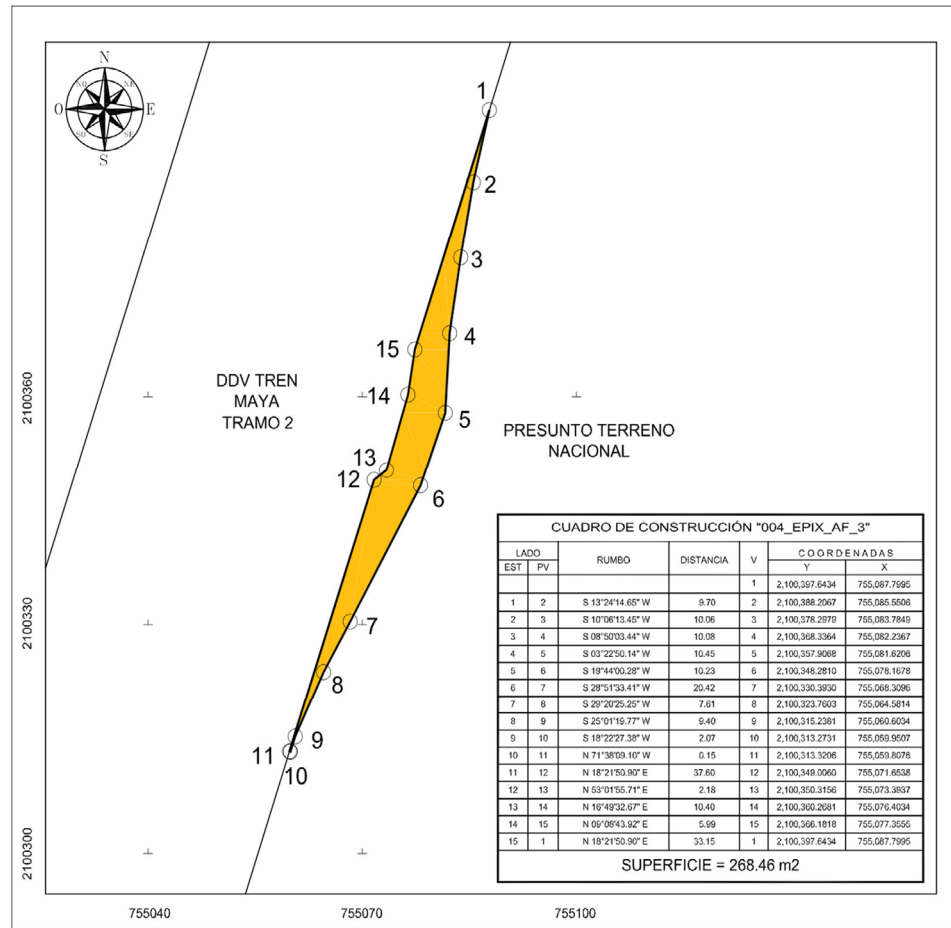 N
NO NE
O E
SO SE
S
1
2
3
4
15
14
5
13
12
6
7
8
9
11
10
DDV TREN
MAYA
TRAMO 2
PRESUNTO TERRENO
NACIONAL
2100360
2100330
2100300
755040 755070 755100
CUADRO DE CONSTRUCCIÓN "004_EPIX_AF_3"
LADO RUMBO DISTANCIA V COORDENADAS
EST PV Y X
1 2,100,397.6434 755,087.7995
1 2 S 13°24'14.65" W 9.70 2 2,100,388.2067 755,085.5506
2 3 S 10°06'13.45" W 10.06 3 2,100,378.2979 755,083.7849
3 4 S 08°50'03.44" W 10.08 4 2,100,368.3364 755,082.2367
4 5 S 03°22'50.14" W 10.45 5 2,100,357.9068 755,081.6206
5 6 S 19°44'00.28" W 10.23 6 2,100,348.2810 755,078.1678
6 7 S 28°51'33.41" W 20.42 7 2,100,330.3930 755,068.3096
7 8 S 29°20'25.25" W 7.61 8 2,100,323.7603 755,064.5814
8 9 S 25°01'19.77" W 9.40 9 2,100,315.2381 755,060.6034
9 10 S 18°22'27.38" W 2.07 10 2,100,313.2731 755,059.9507
10 11 N 71°38'09.10" W 0.15 11 2,100,313.3206 755,059.8076
11 12 N 18°21'50.90" E 37.60 12 2,100,349.0060 755,071.6538
12 13 N 53°01'55.71" E 2.18 13 2,100,350.3156 755,073.3937
13 14 N 16°49'32.67" E 10.40 14 2,100,360.2681 755,076.4034
14 15 N 09°08'43.92" E 5.99 15 2,100,366.1818 755,077.3555
15 1 N 18°21'50.90" E 33.15 1 2,100,397.6434 755,087.7995
SUPERFICIE = 268.46 m2